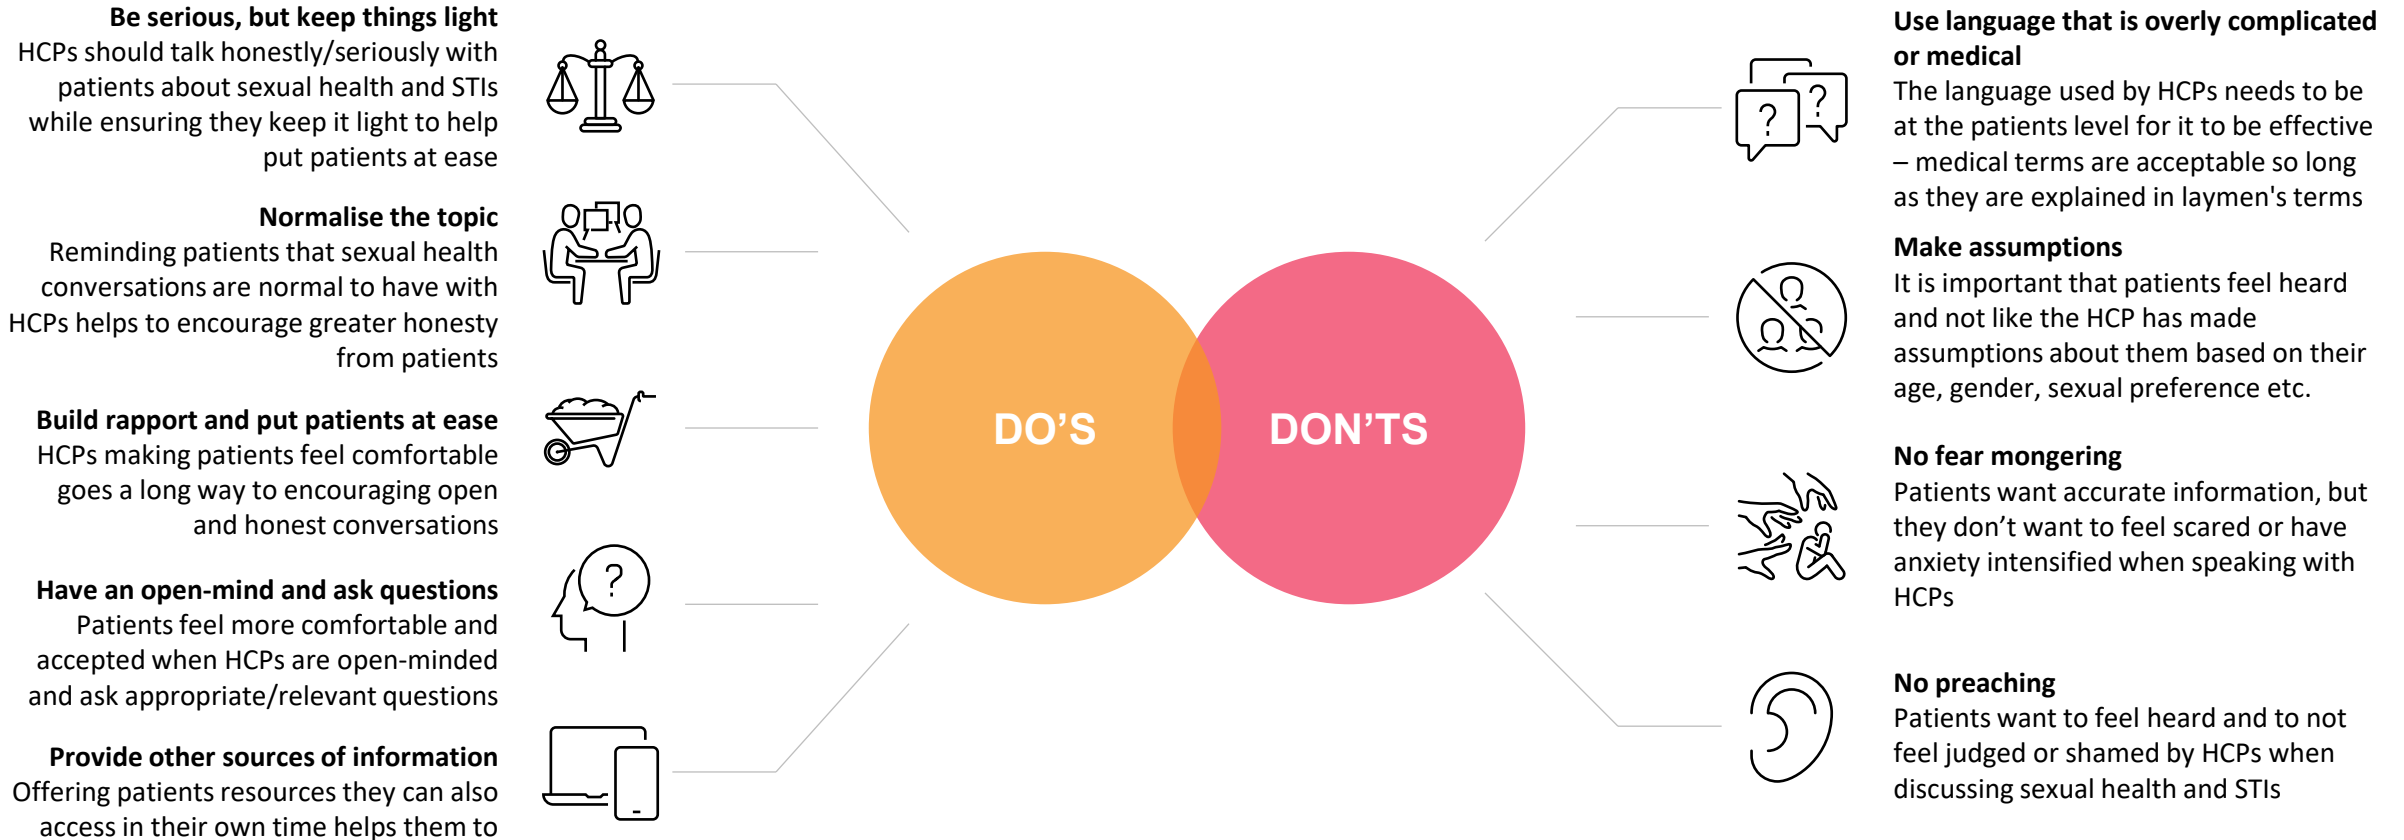 Be serious, but keep things light
HCPs should talk honestly/seriously with
patients about sexual health and STIs
while ensuring they keep it light to help
put patients at ease
Normalise the topic
Reminding patients that sexual health
conversations are normal to have with
HCPs helps to encourage greater honesty
from patients
Build rapport and put patients at ease
HCPs making patients feel comfortable
goes a long way to encouraging open
and honest conversations
Have an open-mind and ask questions
Patients feel more comfortable and
accepted when HCPs are open-minded
and ask appropriate/relevant questions
Provide other sources of information
Offering patients resources they can also
access in their own time helps them to
?
DO’S
DON’TS
? ?
Use language that is overly complicated
or medical
The language used by HCPs needs to be
at the patients level for it to be effective
– medical terms are acceptable so long
as they are explained in laymen's terms
Make assumptions
It is important that patients feel heard
and not like the HCP has made
assumptions about them based on their
age, gender, sexual preference etc.
No fear mongering
Patients want accurate information, but
they don’t want to feel scared or have
anxiety intensified when speaking with
HCPs
No preaching
Patients want to feel heard and to not
feel judged or shamed by HCPs when
discussing sexual health and STIs